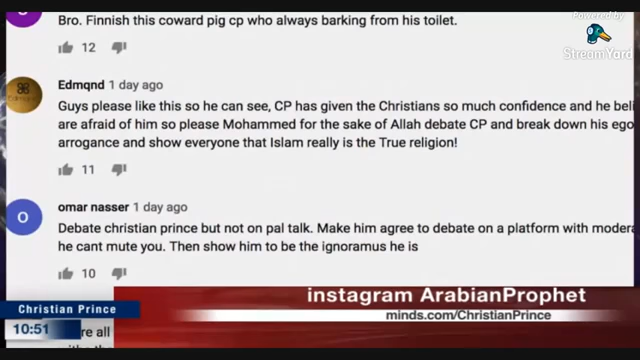 Powered by
StreamYard
Bro. Finnish this coward pig cp who always barking from his toilet.
12
Edmqnd 1 day ago
Guys please like this so he can see, CP has given the Christians so much confidence and he
are afraid of him so please Mohammed for the sake of Allah debate CP and break down his ego
arrogance and show everyone that Islam really is the True religion!
11
O
omar nasser 1 day ago
Debate christian prince but not on pal talk. Make him agree to debate on a platform with
he cant mute you. Then show him to be the ignoramus he is
10
instagram ArabianProphet
minds.com/ChristianPrince
Christian Prince
10:51
all